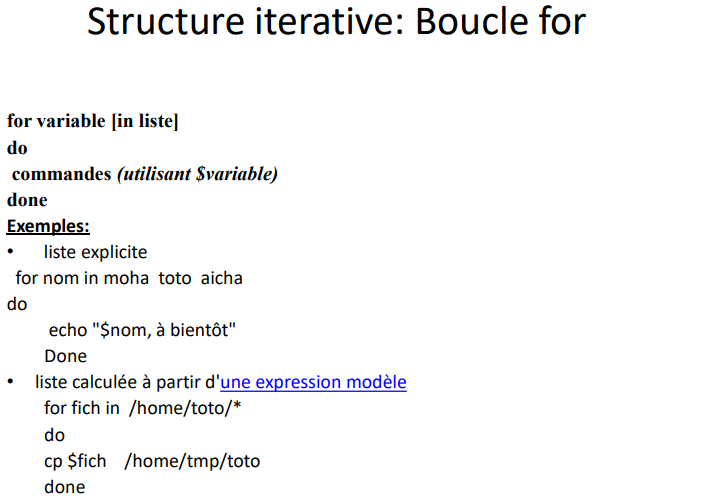 Structure iterative: Boucle for
for variable [in liste]
do
commandes (utilisant $variable)
done
Exemples:
• liste explicite
for nom in moha toto aicha
do
echo "$nom, à bientôt"
Done
• liste calculée à partir d'une expression modèle
for fich in /home/toto/*
do
cp $fich /home/tmp/toto
done